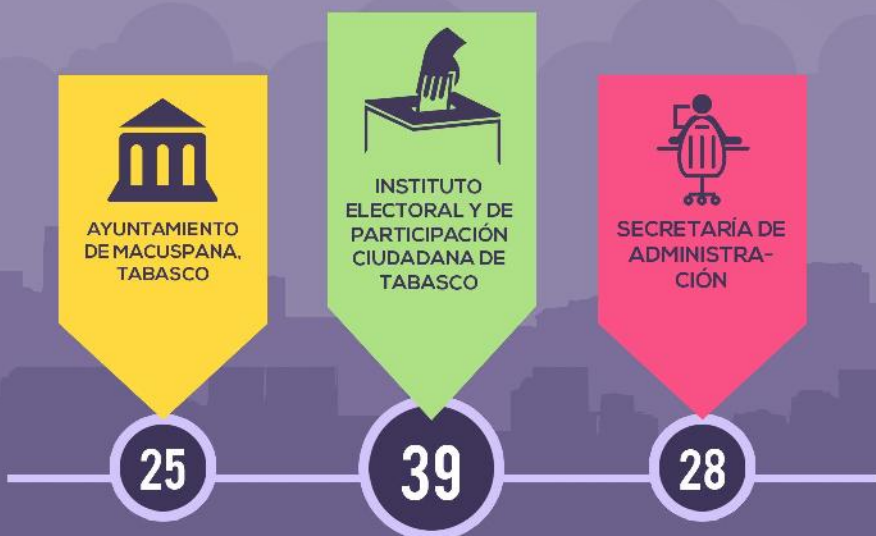 AYUNTAMIENTO
DE MACUSPANA,
TABASCO
25
INSTITUTO
ELECTORAL Y DE
PARTICIPACIÓN
CIUDADANA DE
TABASCO
39
SECRETARÍA DE
ADMINISTRA-
CIÓN
28